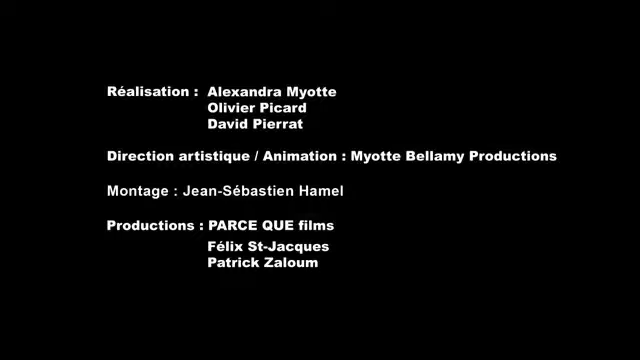 Réalisation : Alexandra Myotte
Olivier Picard
David Pierrat
Direction artistique / Animation : Myotte Bellamy Productions
Montage : Jean-Sébastien Hamel
Productions : PARCE QUE films
Félix St-Jacques
Patrick Zaloum